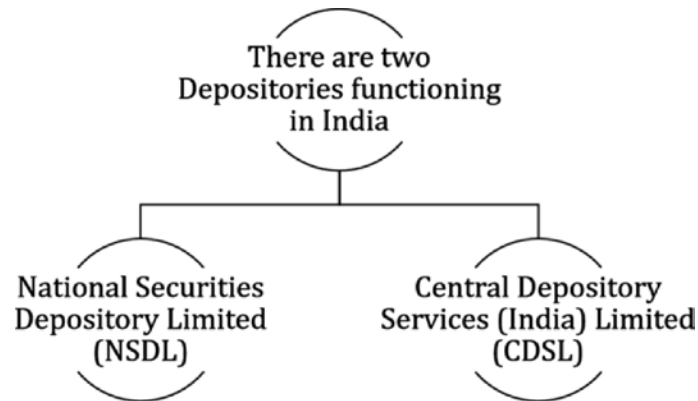 There are two
Depositories functioning
in India
National Securities
Depository Limited
(NSDL)
Central Depository
Services (India) Limited
(CDSL)